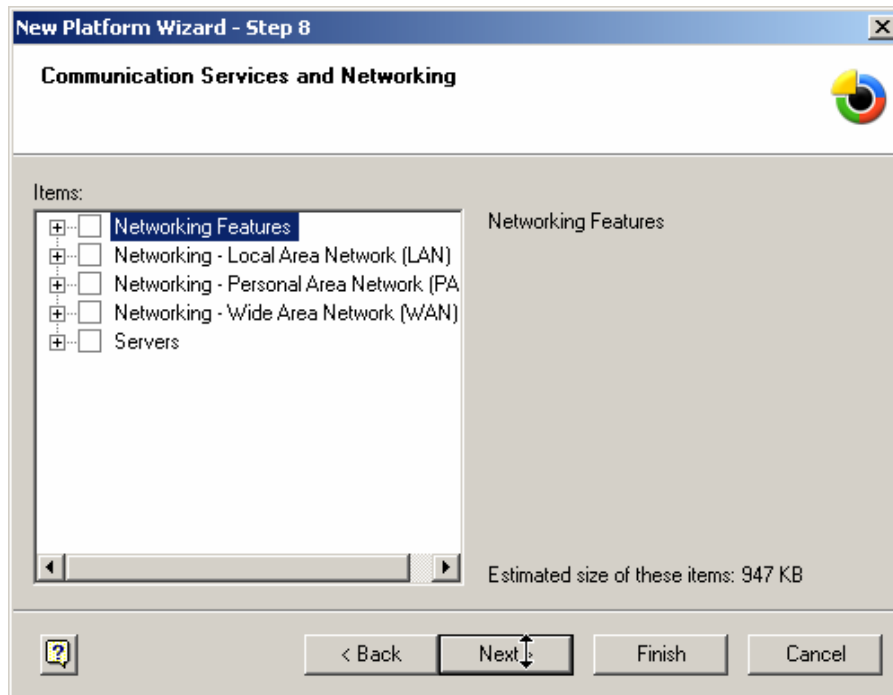 New Platform Wizard - Step 8
Communication Services and Networking
Items:
Networking Features
Networking - Local Area Network (LAN)
Networking - Personal Area Network (PA
Networking - Wide Area Network (WAN)
Servers
Networking Features
Estimated size of these items: 947 KB
< Back
Next >
Finish
Cancel